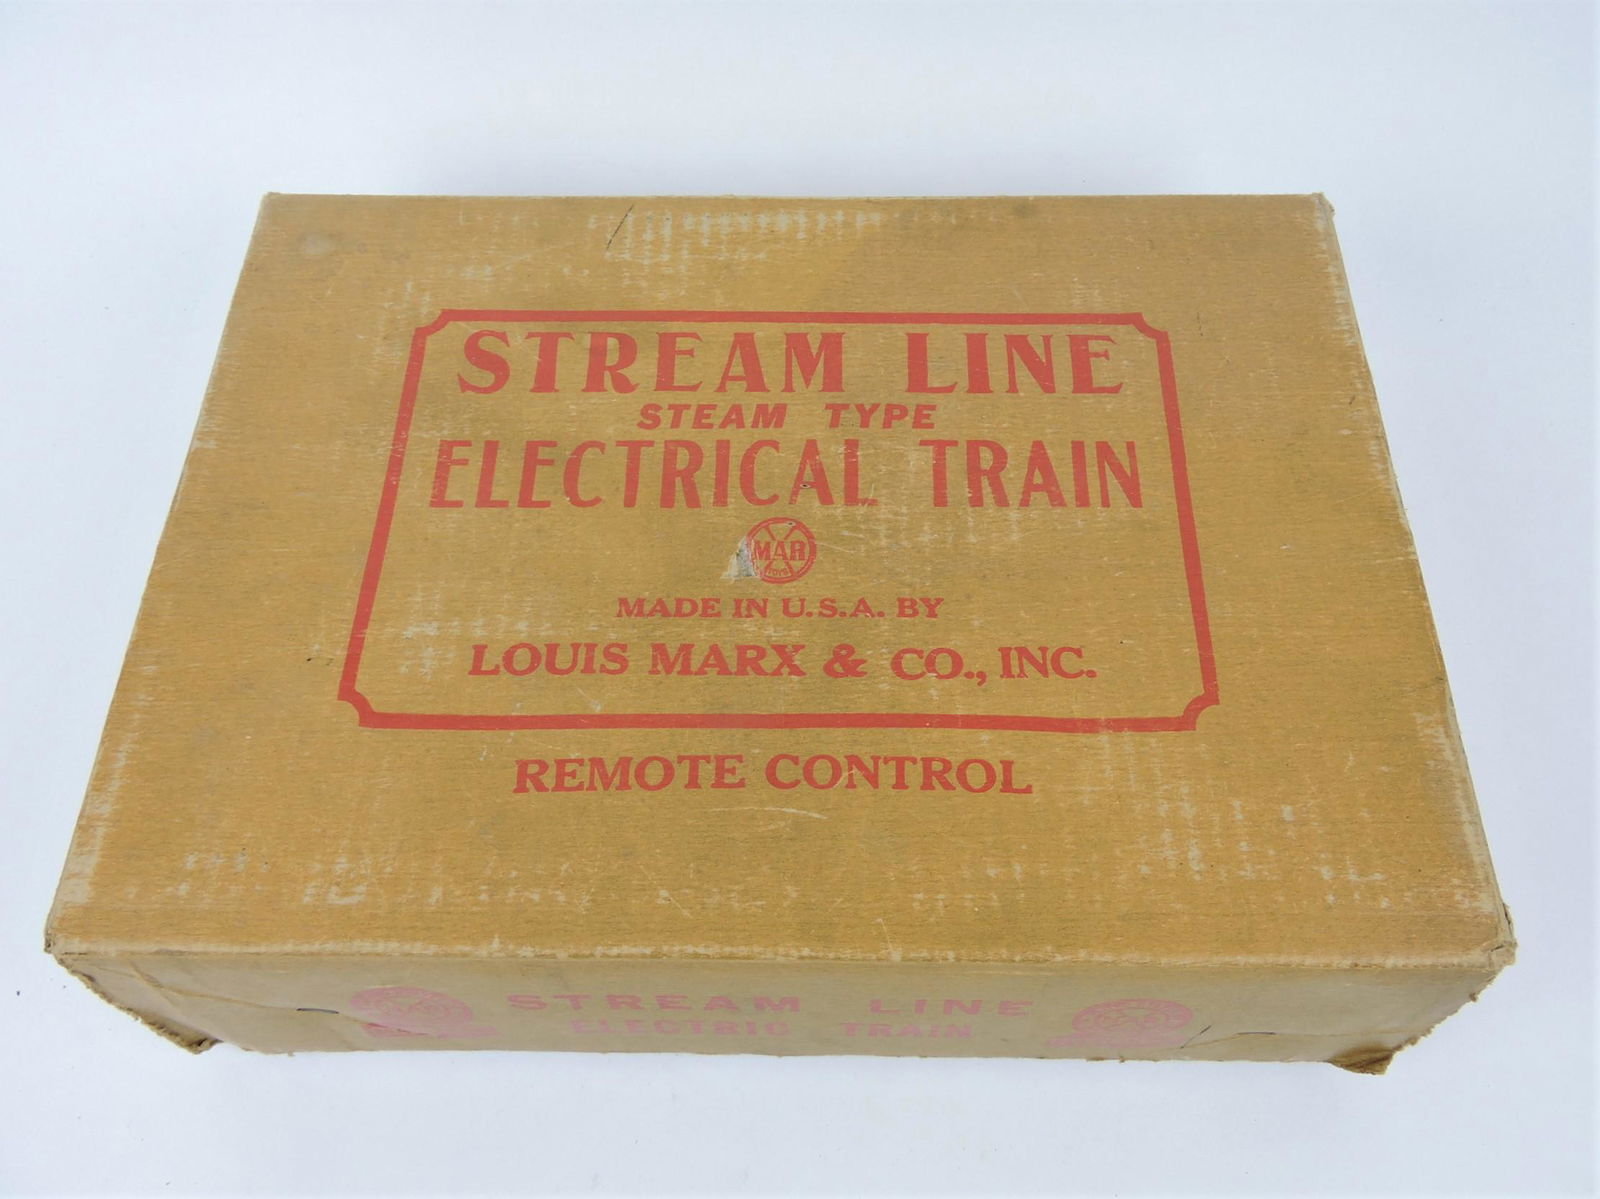 STREAM LINE
STEAM TYPE
ELECTRICAL TRAIN
MAR
TOYS
MADE IN U.S.A. BY
LOUIS MARX & CO., INC.
REMOTE CONTROL
STREAM LINE
ELECTRIC TRAIN